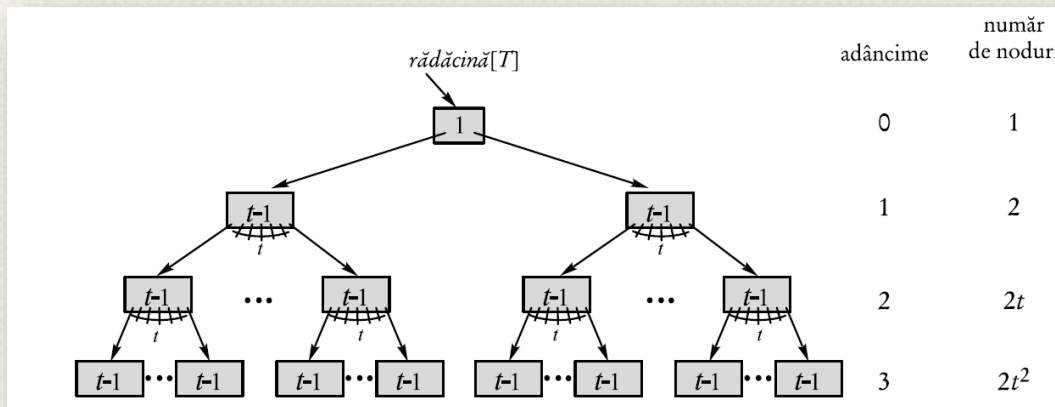 număr
adâncime de noduri
rădăcină[T]
1 0 1
t-1 t-1 1 2
t t
t-1 ... t-1 t-1 ... t-1 2 2t
t t t t
t-1 ... t-1 t-1 ... t-1 t-1 ... t-1 t-1 ... t-1 3 2t²